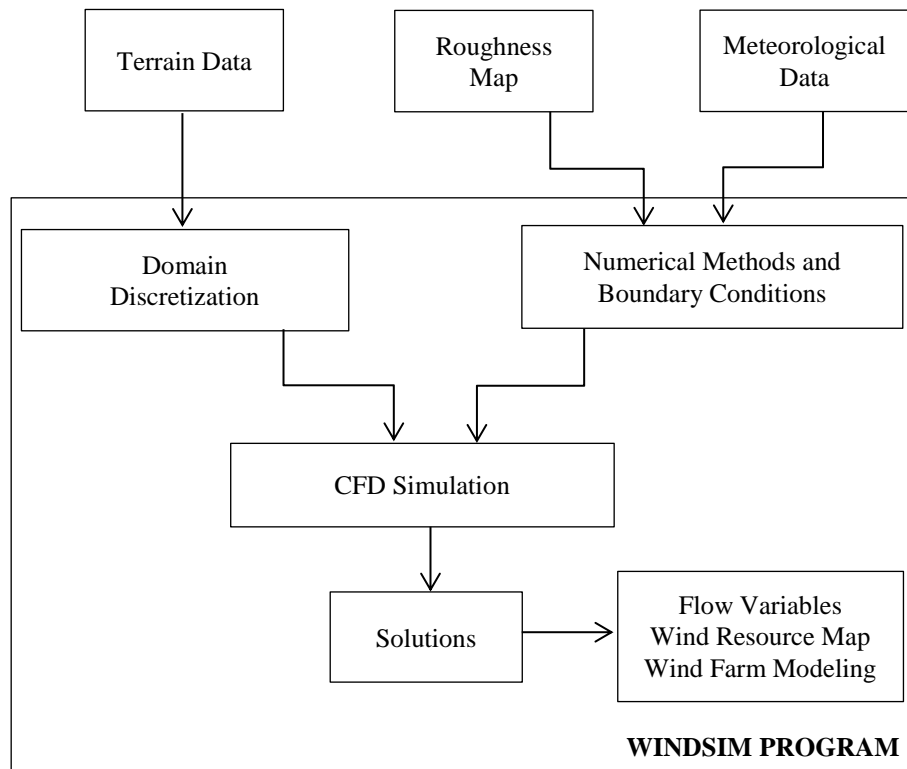 Terrain Data
Roughness
Map
Meteorological
Data
Domain
Discretization
Numerical Methods and
Boundary Conditions
CFD Simulation
Solutions
Flow Variables
Wind Resource Map
Wind Farm Modeling
WINDSIM PROGRAM